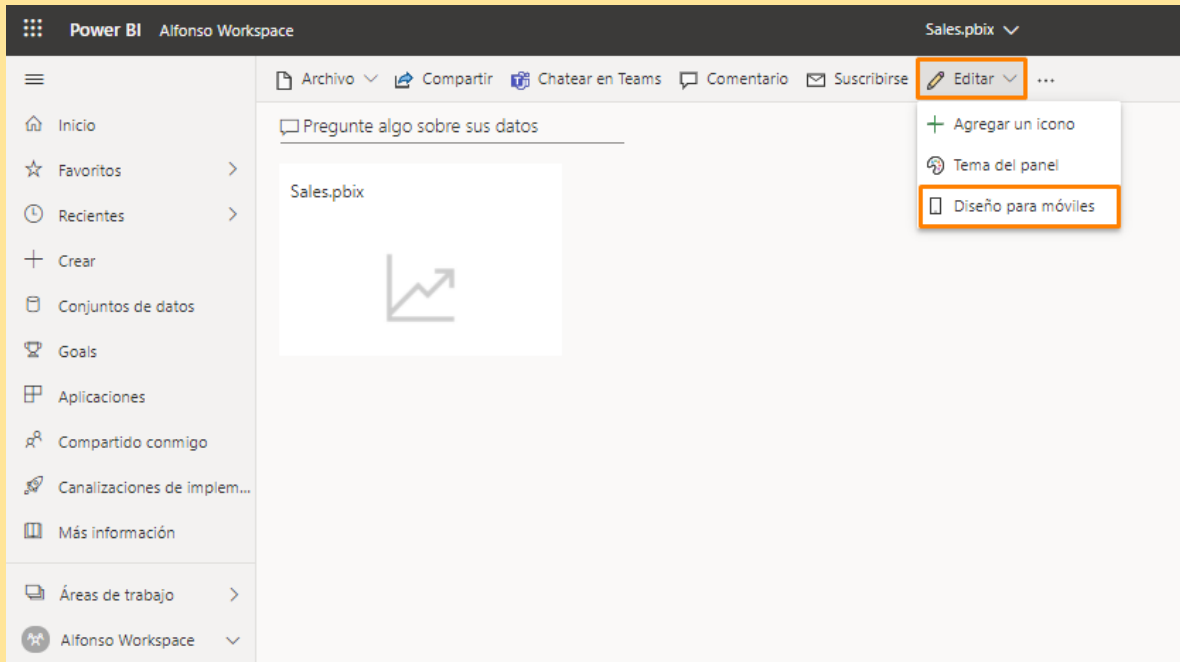 Power BI Alfonso Workspace
Sales.pbix
Archivo
Compartir
Chatear en Teams
Comentario
Suscribirse
Editar
...
Agregar un icono
Tema del panel
Diseño para móviles
Pregunte algo sobre sus datos
Sales.pbix
Inicio
Favoritos
Recientes
Crear
Conjuntos de datos
Goals
Aplicaciones
Compartido conmigo
Canalizaciones de implem...
Más información
Áreas de trabajo
Alfonso Workspace